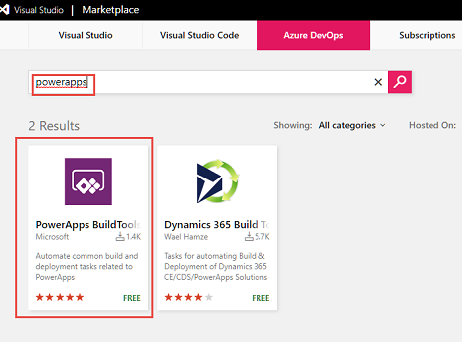 Visual Studio | Marketplace
Visual Studio
Visual Studio Code
Azure DevOps
Subscriptions
powerapps
2 Results
Showing: All categories
Hosted On:
PowerApps BuildTools
Microsoft 1.4K
Automate common build and
deployment tasks related to
PowerApps
FREE
Dynamics 365 Build T
Wael Hamze 5.7K
Tasks for automating Build &
Deployment of Dynamics 365
CE/CDS/PowerApps Solutions
FREE